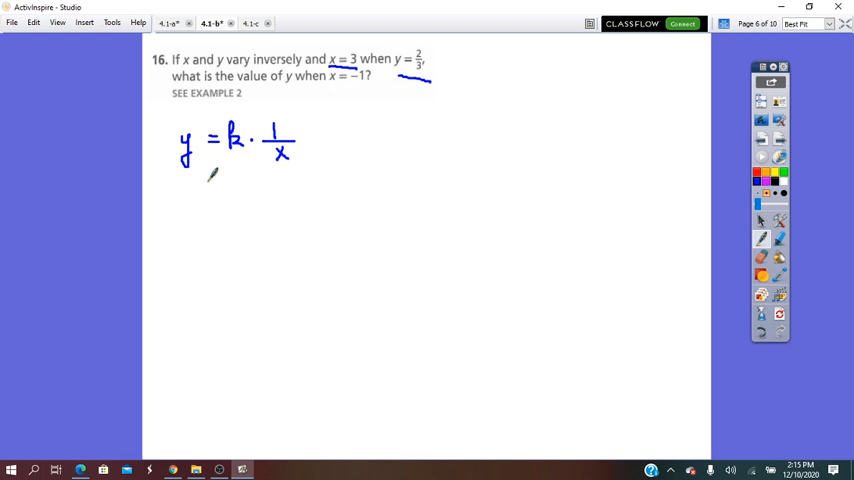 ActivInspire - Studio
File Edit View Insert Tools Help
4.1-a* 4.1-b* 4.1-c
CLASSFLOW Connect
Page 6 of 10
Best Fit
16. If x and y vary inversely and x = 3 when y = 2/3,
what is the value of y when x = −1?
SEE EXAMPLE 2
y = k · 1/x
2:15 PM
12/10/2020